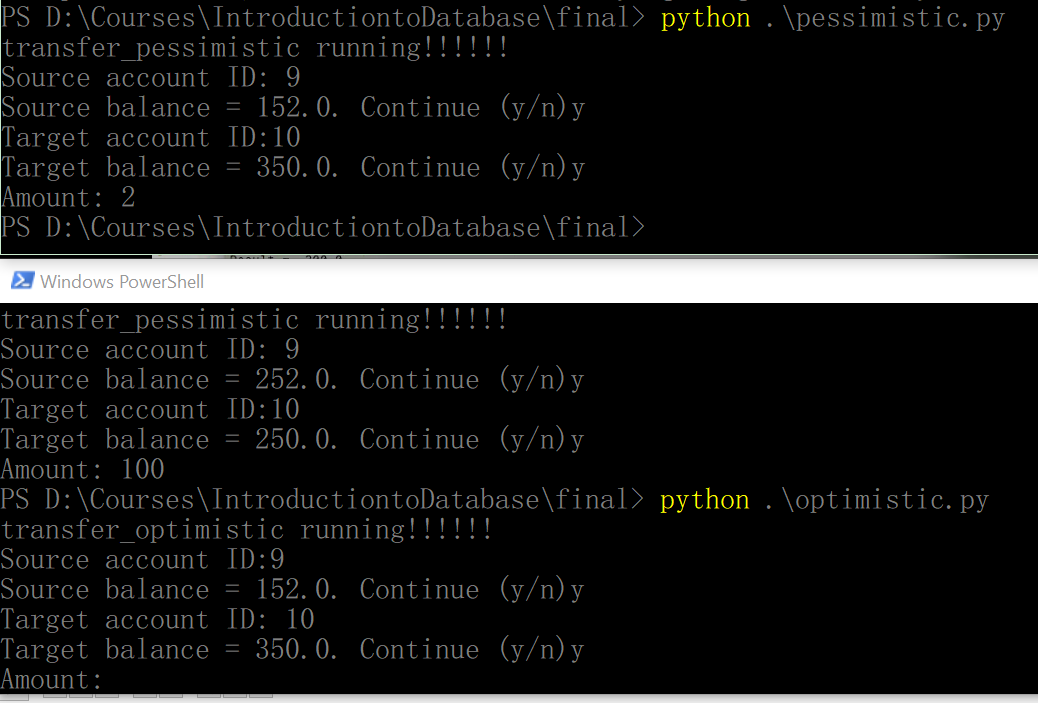 PS D:\Courses\IntroductiontoDatabase\final> python .\pessimistic.py
transfer_pessimistic running!!!!!!
Source account ID: 9
Source balance = 152.0. Continue (y/n)y
Target account ID:10
Target balance = 350.0. Continue (y/n)y
Amount: 2
PS D:\Courses\IntroductiontoDatabase\final>
Windows PowerShell
transfer_pessimistic running!!!!!!
Source account ID: 9
Source balance = 252.0. Continue (y/n)y
Target account ID:10
Target balance = 250.0. Continue (y/n)y
Amount: 100
PS D:\Courses\IntroductiontoDatabase\final> python .\optimistic.py
transfer_optimistic running!!!!!!
Source account ID:9
Source balance = 152.0. Continue (y/n)y
Target account ID: 10
Target balance = 350.0. Continue (y/n)y
Amount: